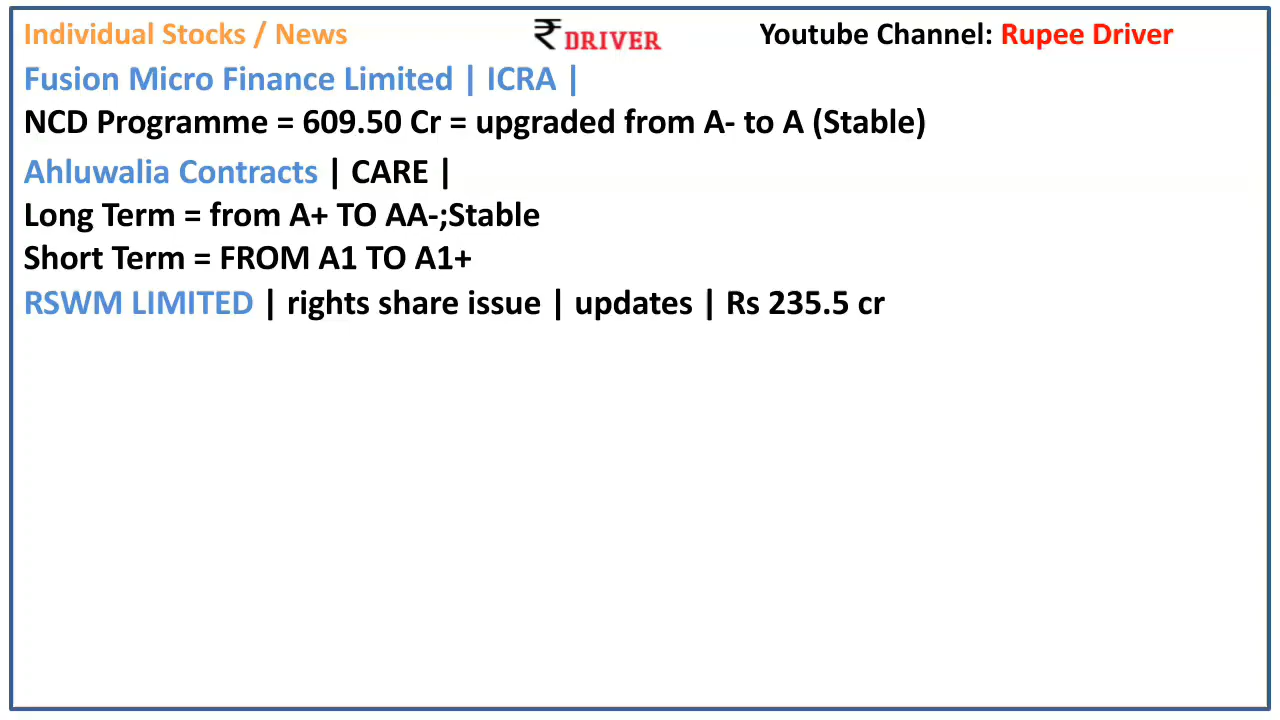 Individual Stocks / News ₹ DRIVER Youtube Channel: Rupee Driver
Fusion Micro Finance Limited | ICRA |
NCD Programme = 609.50 Cr = upgraded from A- to A (Stable)
Ahluwalia Contracts | CARE |
Long Term = from A+ TO AA-;Stable
Short Term = FROM A1 TO A1+
RSWM LIMITED | rights share issue | updates | Rs 235.5 cr